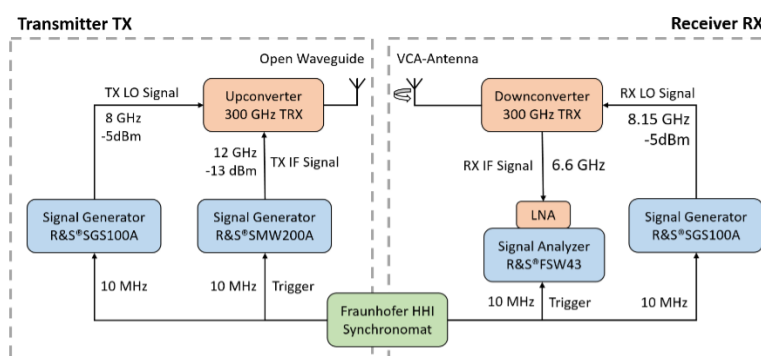 Transmitter TX
Receiver RX
Open Waveguide
VCA-Antenna
TX LO Signal
8 GHz
-5dBm
Upconverter
300 GHz TRX
12 GHz
-13 dBm
TX IF Signal
Signal Generator
R&S®SGS100A
Signal Generator
R&S®SMW200A
10 MHz
10 MHz
Trigger
Downconverter
300 GHz TRX
RX LO Signal
8.15 GHz
-5dBm
RX IF Signal
6.6 GHz
LNA
Signal Analyzer
R&S®FSW43
Signal Generator
R&S®SGS100A
10 MHz
Trigger
10 MHz
Fraunhofer HHI
Synchronomat